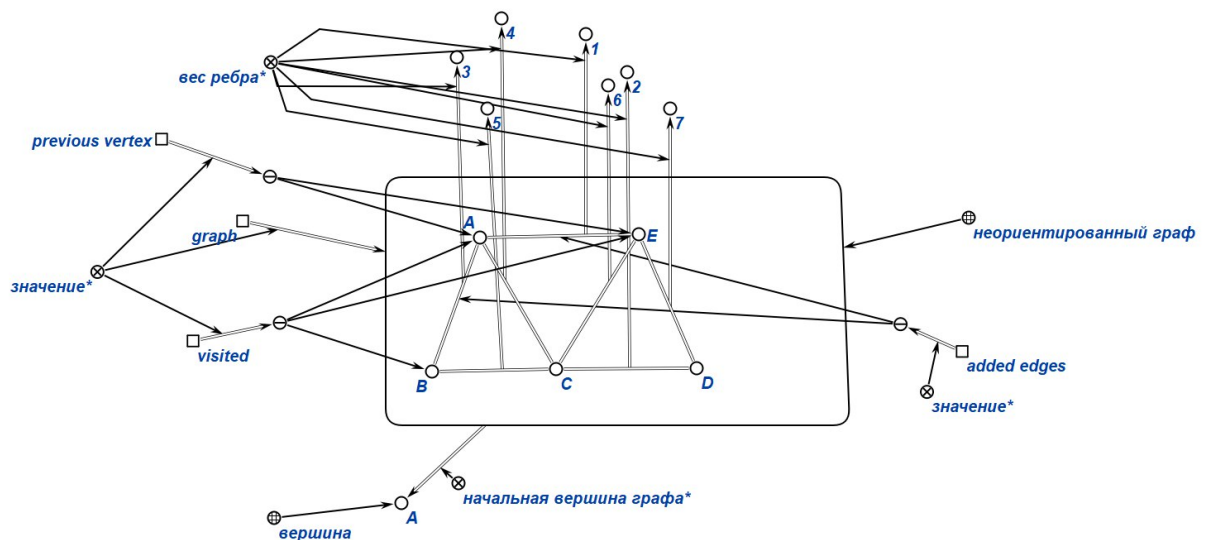 4
1
3
вес ребра*
2
6
5
7
previous vertex
A
E
graph
неориентированный граф
значение*
visited
added edges
B
C
D
значение*
начальная вершина графа*
A
вершина